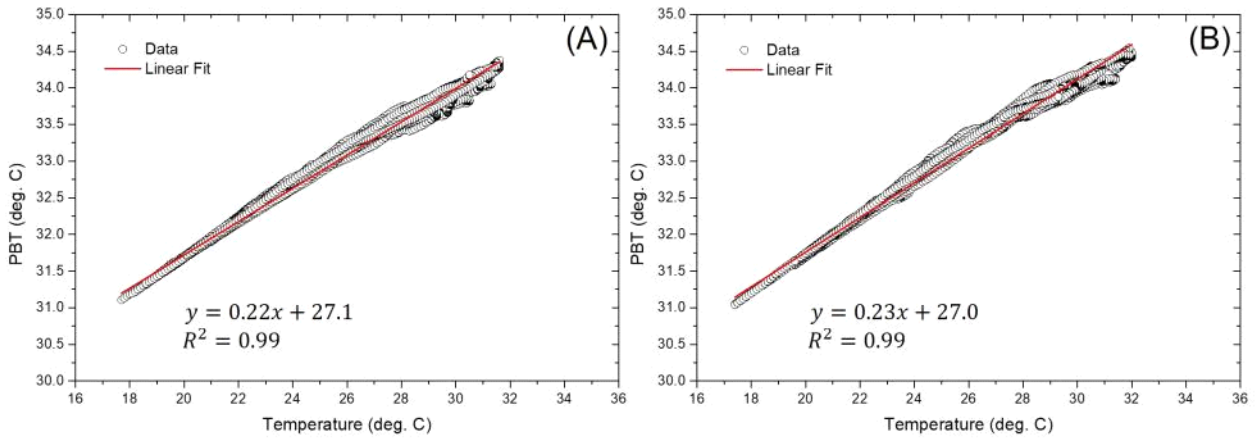 (A)
Data
Linear Fit
35.0
34.5
34.0
33.5
33.0
32.5
32.0
31.5
31.0
30.5
30.0
PBT (deg. C)
y = 0.22x + 27.1
R² = 0.99
16 18 20 22 24 26 28 30 32 34 36
Temperature (deg. C)
(B)
Data
Linear Fit
35.0
34.5
34.0
33.5
33.0
32.5
32.0
31.5
31.0
30.5
30.0
PBT (deg. C)
y = 0.23x + 27.0
R² = 0.99
16 18 20 22 24 26 28 30 32 34 36
Temperature (deg. C)